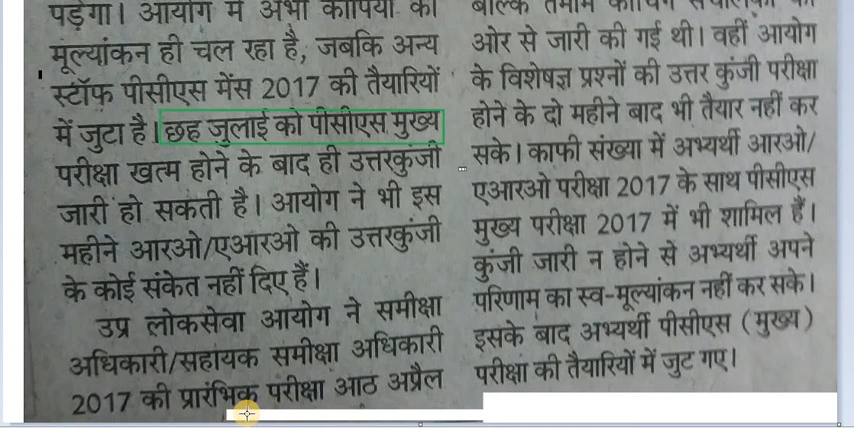 पड़ेगा। आयोग में अभी कॉपियों का
मूल्यांकन ही चल रहा है, जबकि अन्य
स्टॉफ पीसीएस मेंस 2017 की तैयारियों
में जुटा है। छह जुलाई को पीसीएस मुख्य
परीक्षा खत्म होने के बाद ही उत्तरकुंजी
जारी हो सकती है। आयोग ने भी इस
महीने आरओ/एआरओ की उत्तरकुंजी
के कोई संकेत नहीं दिए हैं।
उप्र लोकसेवा आयोग ने समीक्षा
अधिकारी/सहायक समीक्षा अधिकारी
2017 की प्रारंभिक परीक्षा आठ अप्रैल
बल्कि तमाम कोचिंग संचालकों की
ओर से जारी की गई थी। वहीं आयोग
के विशेषज्ञ प्रश्नों की उत्तर कुंजी परीक्षा
होने के दो महीने बाद भी तैयार नहीं कर
सके। काफी संख्या में अभ्यर्थी आरओ/
एआरओ परीक्षा 2017 के साथ पीसीएस
मुख्य परीक्षा 2017 में भी शामिल हैं।
कुंजी जारी न होने से अभ्यर्थी अपने
परिणाम का स्व-मूल्यांकन नहीं कर सके।
इसके बाद अभ्यर्थी पीसीएस (मुख्य)
परीक्षा की तैयारियों में जुट गए।